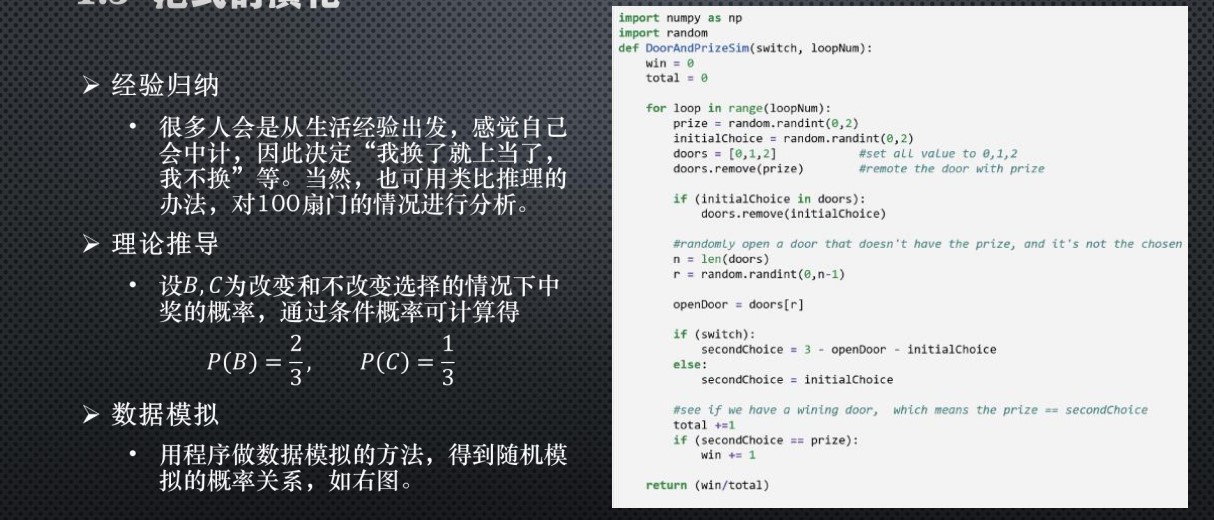 ➢ 经验归纳
• 很多人会是从生活经验出发，感觉自己
会中计，因此决定“我换了就上当了，
我不换”等。当然，也可用类比推理的
办法，对100扇门的情况进行分析。
➢ 理论推导
• 设B,C为改变和不改变选择的情况下中
奖的概率，通过条件概率可计算得
P(B) = 2/3, P(C) = 1/3
➢ 数据模拟
• 用程序做数据模拟的方法，得到随机模
拟的概率关系，如右图。
import numpy as np
import random
def DoorAndPrizeSim(switch, loopNum):
    win = 0
    total = 0
    for loop in range(loopNum):
        prize = random.randint(0,2)
        initialChoice = random.randint(0,2)
        doors = [0,1,2]            #set all value to 0,1,2
        doors.remove(prize)        #remote the door with prize
        if (initialChoice in doors):
            doors.remove(initialChoice)
        #randomly open a door that doesn't have the prize, and it's not the chosen
        n = len(doors)
        r = random.randint(0,n-1)
        openDoor = doors[r]
        if (switch):
            secondChoice = 3 - openDoor - initialChoice
        else:
            secondChoice = initialChoice
        #see if we have a wining door,  which means the prize == secondChoice
        total +=1
        if (secondChoice == prize):
            win += 1
    return (win/total)